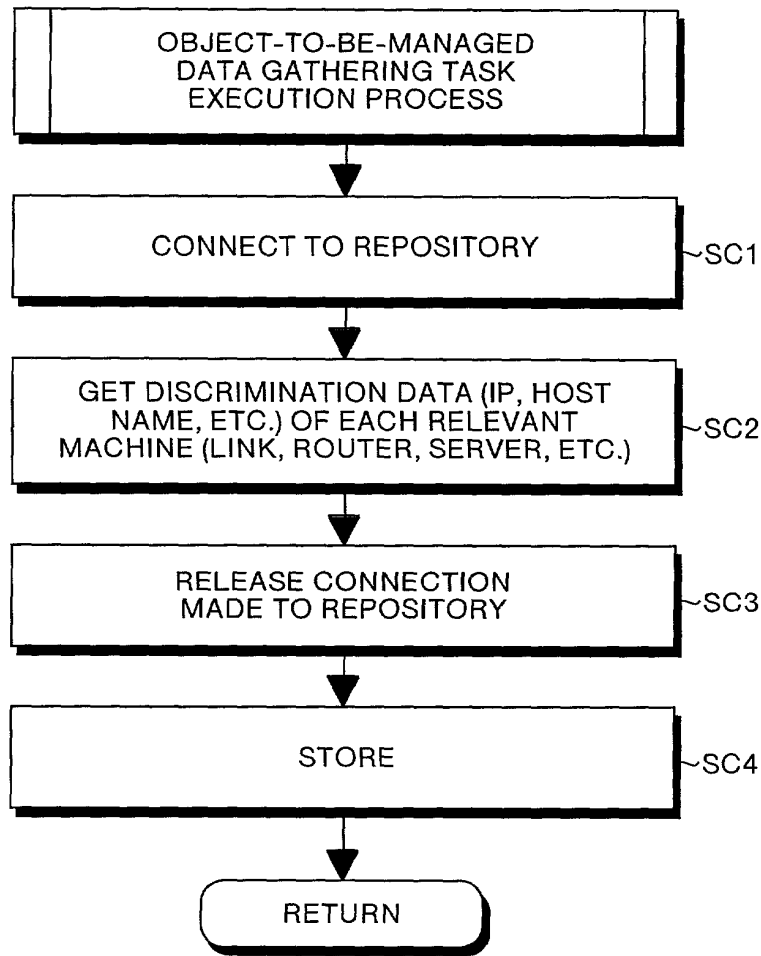 OBJECT-TO-BE-MANAGED
DATA GATHERING TASK
EXECUTION PROCESS
CONNECT TO REPOSITORY
SC1
GET DISCRIMINATION DATA (IP, HOST
NAME, ETC.) OF EACH RELEVANT
MACHINE (LINK, ROUTER, SERVER, ETC.)
SC2
RELEASE CONNECTION
MADE TO REPOSITORY
SC3
STORE
SC4
RETURN